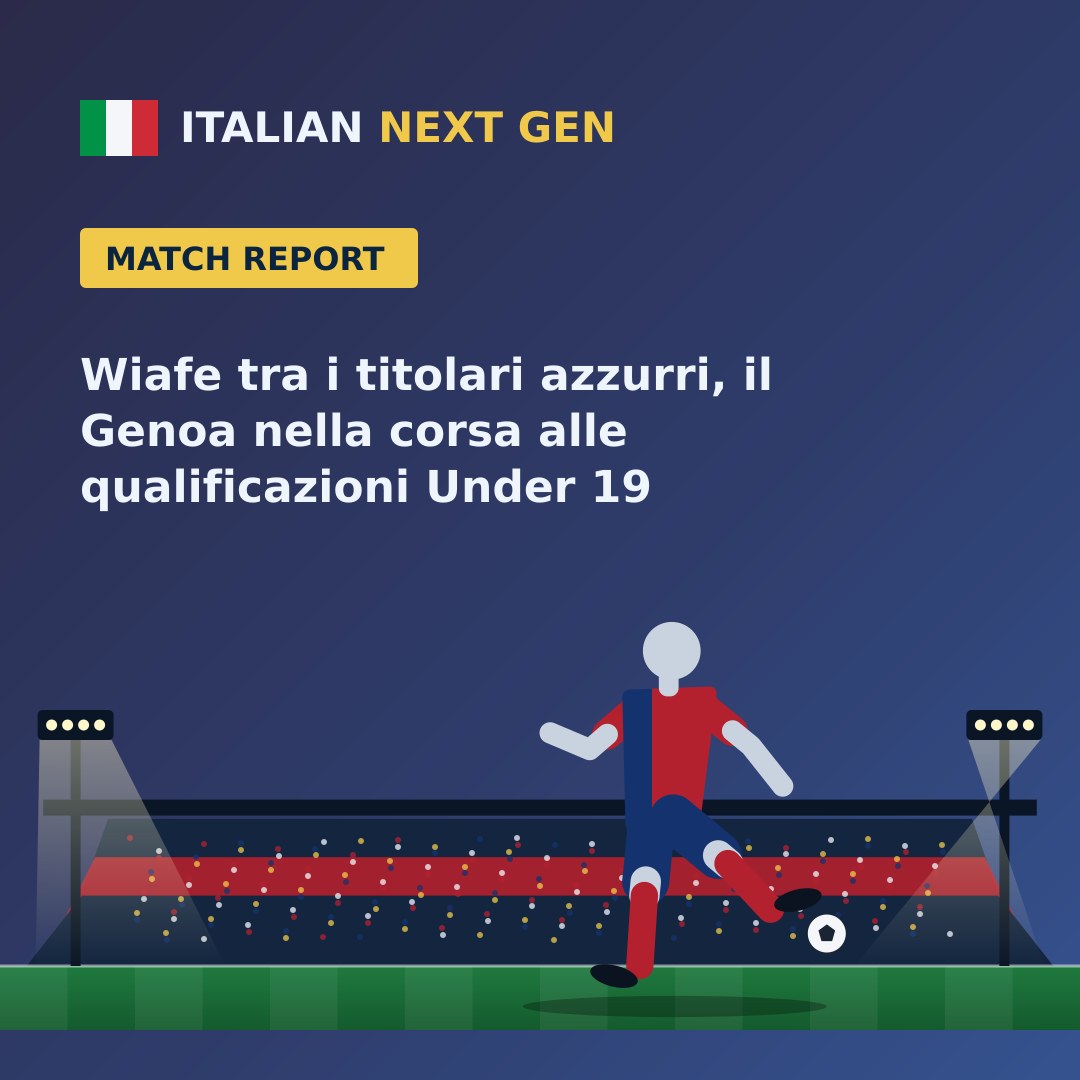 ITALIAN NEXT GEN
MATCH REPORT
Wiafe tra i titolari azzurri, il
Genoa nella corsa alle
qualificazioni Under 19